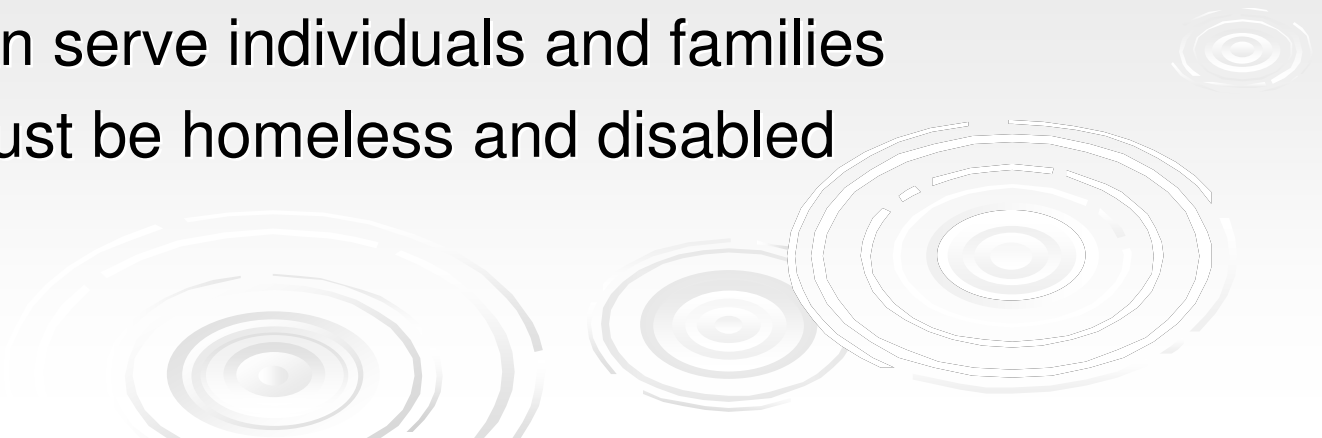 n serve individuals and families
ust be homeless and disabled